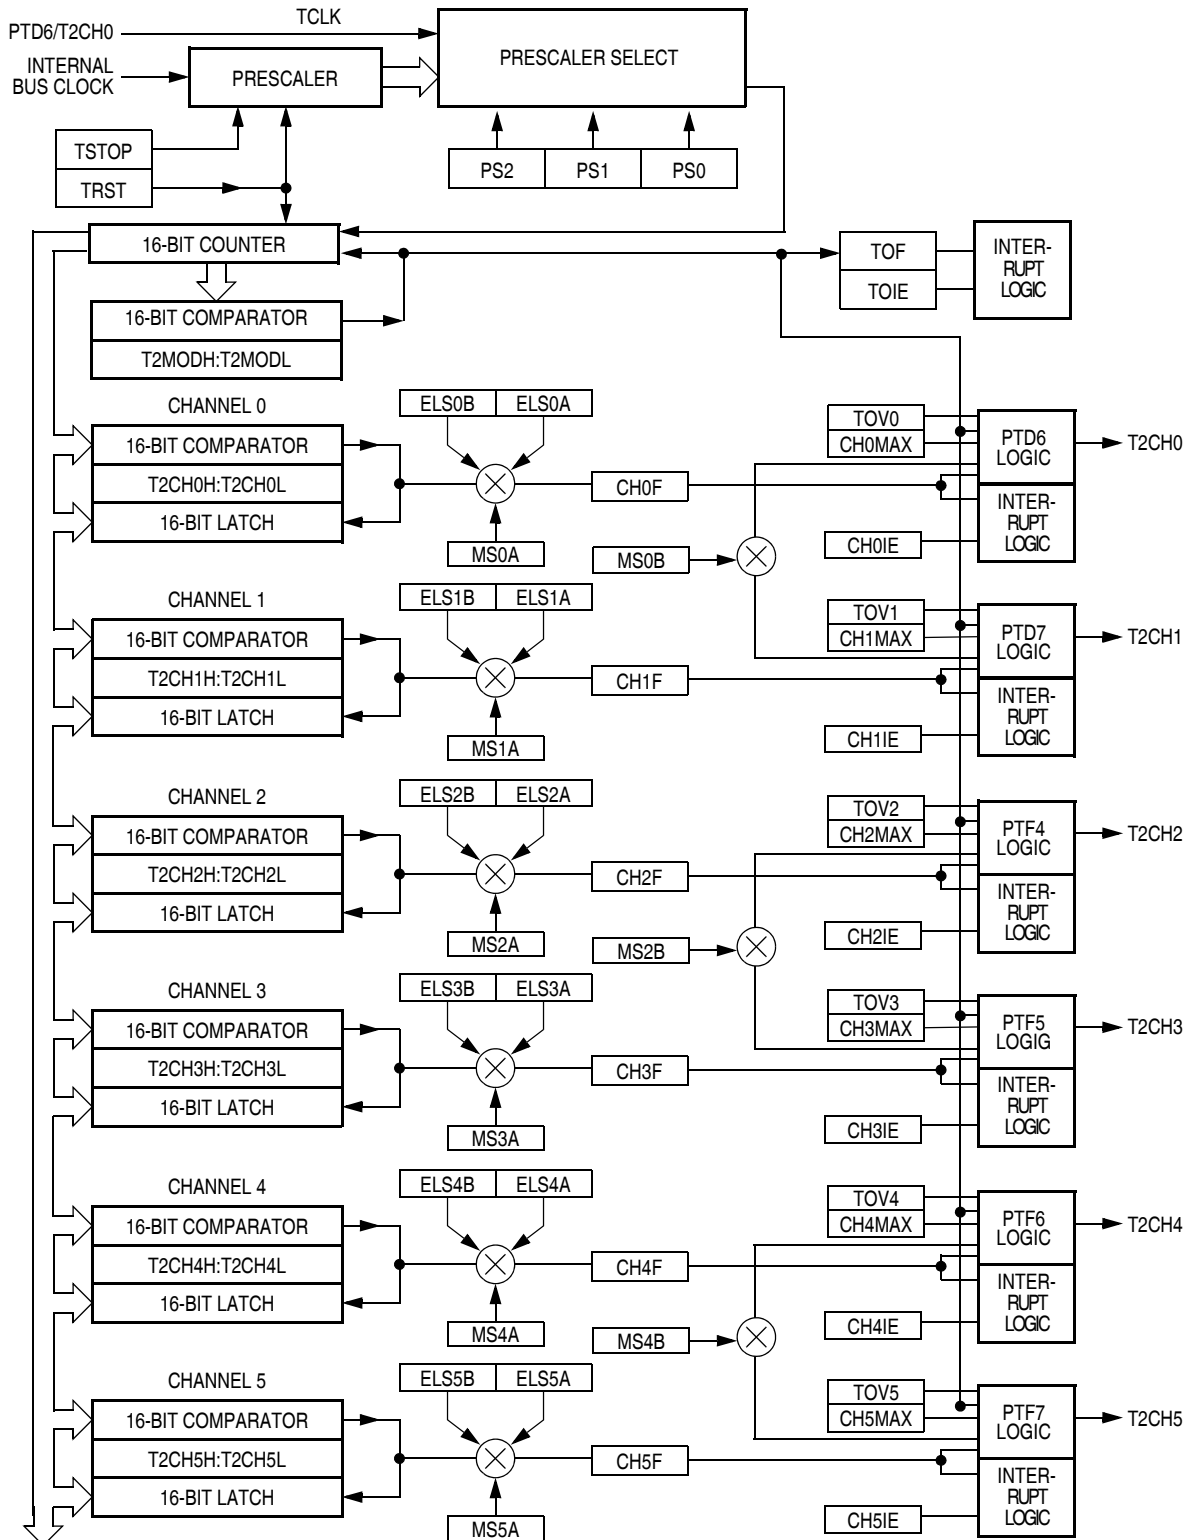 TCLK
PTD6/T2CH0
PRESCALER SELECT
INTERNAL
BUS CLOCK
PRESCALER
TSTOP
TRST
PS2 PS1 PS0
16-BIT COUNTER
TOF
TOIE
INTER-
RUPT
LOGIC
16-BIT COMPARATOR
T2MODH:T2MODL
CHANNEL 0
ELS0B ELS0A
TOV0
CH0MAX
PTD6
LOGIC
T2CH0
16-BIT COMPARATOR
T2CH0H:T2CH0L
16-BIT LATCH
CH0F
INTER-
RUPT
LOGIC
MS0A
MS0B
CH0IE
CHANNEL 1
ELS1B ELS1A
TOV1
CH1MAX
PTD7
LOGIC
T2CH1
16-BIT COMPARATOR
T2CH1H:T2CH1L
16-BIT LATCH
CH1F
INTER-
RUPT
LOGIC
MS1A
CH1IE
CHANNEL 2
ELS2B ELS2A
TOV2
CH2MAX
PTF4
LOGIC
T2CH2
16-BIT COMPARATOR
T2CH2H:T2CH2L
16-BIT LATCH
CH2F
INTER-
RUPT
LOGIC
MS2A
MS2B
CH2IE
CHANNEL 3
ELS3B ELS3A
TOV3
CH3MAX
PTF5
LOGIG
T2CH3
16-BIT COMPARATOR
T2CH3H:T2CH3L
16-BIT LATCH
CH3F
INTER-
RUPT
LOGIC
MS3A
CH3IE
CHANNEL 4
ELS4B ELS4A
TOV4
CH4MAX
PTF6
LOGIC
T2CH4
16-BIT COMPARATOR
T2CH4H:T2CH4L
16-BIT LATCH
CH4F
INTER-
RUPT
LOGIC
MS4A
MS4B
CH4IE
CHANNEL 5
ELS5B ELS5A
TOV5
CH5MAX
PTF7
LOGIC
T2CH5
16-BIT COMPARATOR
T2CH5H:T2CH5L
16-BIT LATCH
CH5F
INTER-
RUPT
LOGIC
MS5A
CH5IE